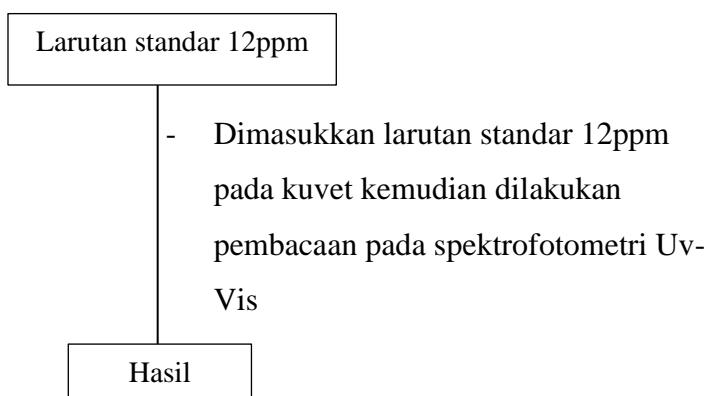 Larutan standar 12ppm
- Dimasukkan larutan standar 12ppm
pada kuvet kemudian dilakukan
pembacaan pada spektrofotometri Uv-
Vis
Hasil